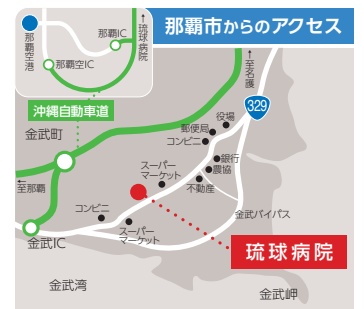 那覇市からのアクセス
↑琉球病院
那覇IC
那覇空港
那覇空IC
沖縄自動車道
↑至名護
329
金武町
役場
郵便局
コンビニ
銀行
農協
不動産
スーパー
マーケット
←至那覇
コンビニ
スーパー
マーケット
金武バイパス
金武IC
琉球病院
金武湾
金武岬